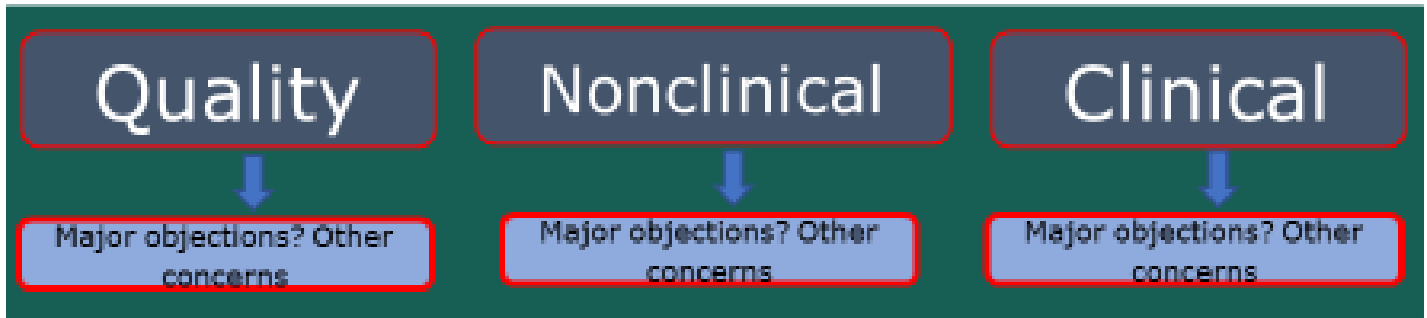 Quality
Nonclinical
Clinical
Major objections? Other
concerns
Major objections? Other
concerns
Major objections? Other
concerns